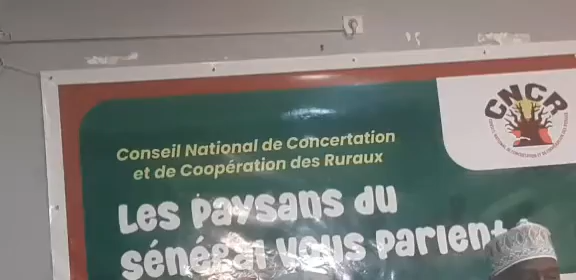 Conseil National de Concertation
et de Coopération des Ruraux
CNCR
Les paysans du
sénégal vous parlent